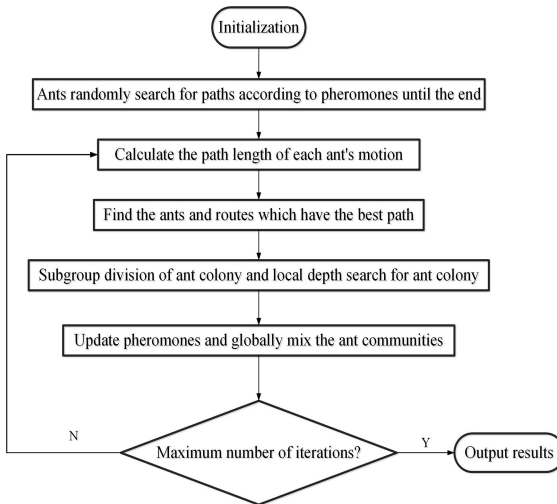 Initialization
Ants randomly search for paths according to pheromones until the end
Calculate the path length of each ant's motion
Find the ants and routes which have the best path
Subgroup division of ant colony and local depth search for ant colony
Update pheromones and globally mix the ant communities
Maximum number of iterations?
N
Y
Output results